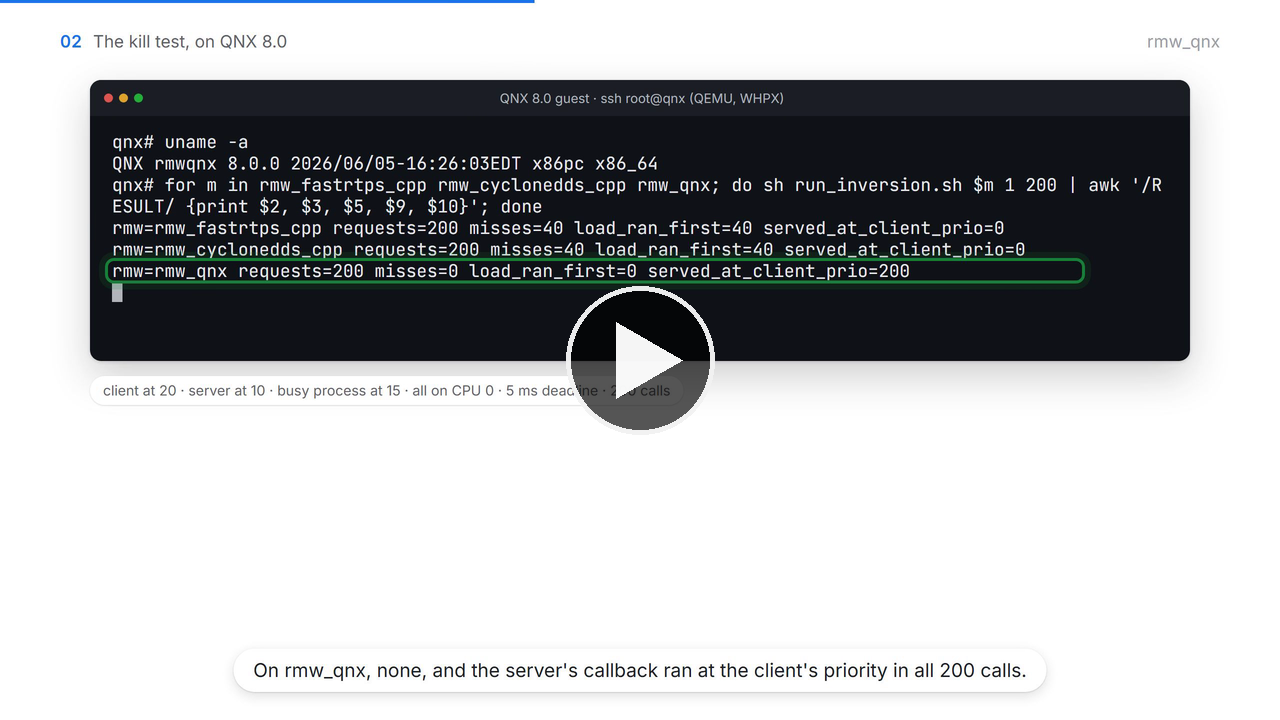 02 The kill test, on QNX 8.0
rmw_qnx
QNX 8.0 guest · ssh root@qnx (QEMU, WHPX)
qnx# uname -a
QNX rmwqnx 8.0.0 2026/06/05-16:26:03EDT x86pc x86_64
qnx# for m in rmw_fastrtps_cpp rmw_cyclonedds_cpp rmw_qnx; do sh run_inversion.sh $m 1 200 | awk '/R
ESULT/ {print $2, $3, $5, $9, $10}'; done
rmw=rmw_fastrtps_cpp requests=200 misses=40 load_ran_first=40 served_at_client_prio=0
rmw=rmw_cyclonedds_cpp requests=200 misses=40 load_ran_first=40 served_at_client_prio=0
rmw=rmw_qnx requests=200 misses=0 load_ran_first=0 served_at_client_prio=200
client at 20 · server at 10 · busy process at 15 · all on CPU 0 · 5 ms deadline · 200 calls
On rmw_qnx, none, and the server's callback ran at the client's priority in all 200 calls.